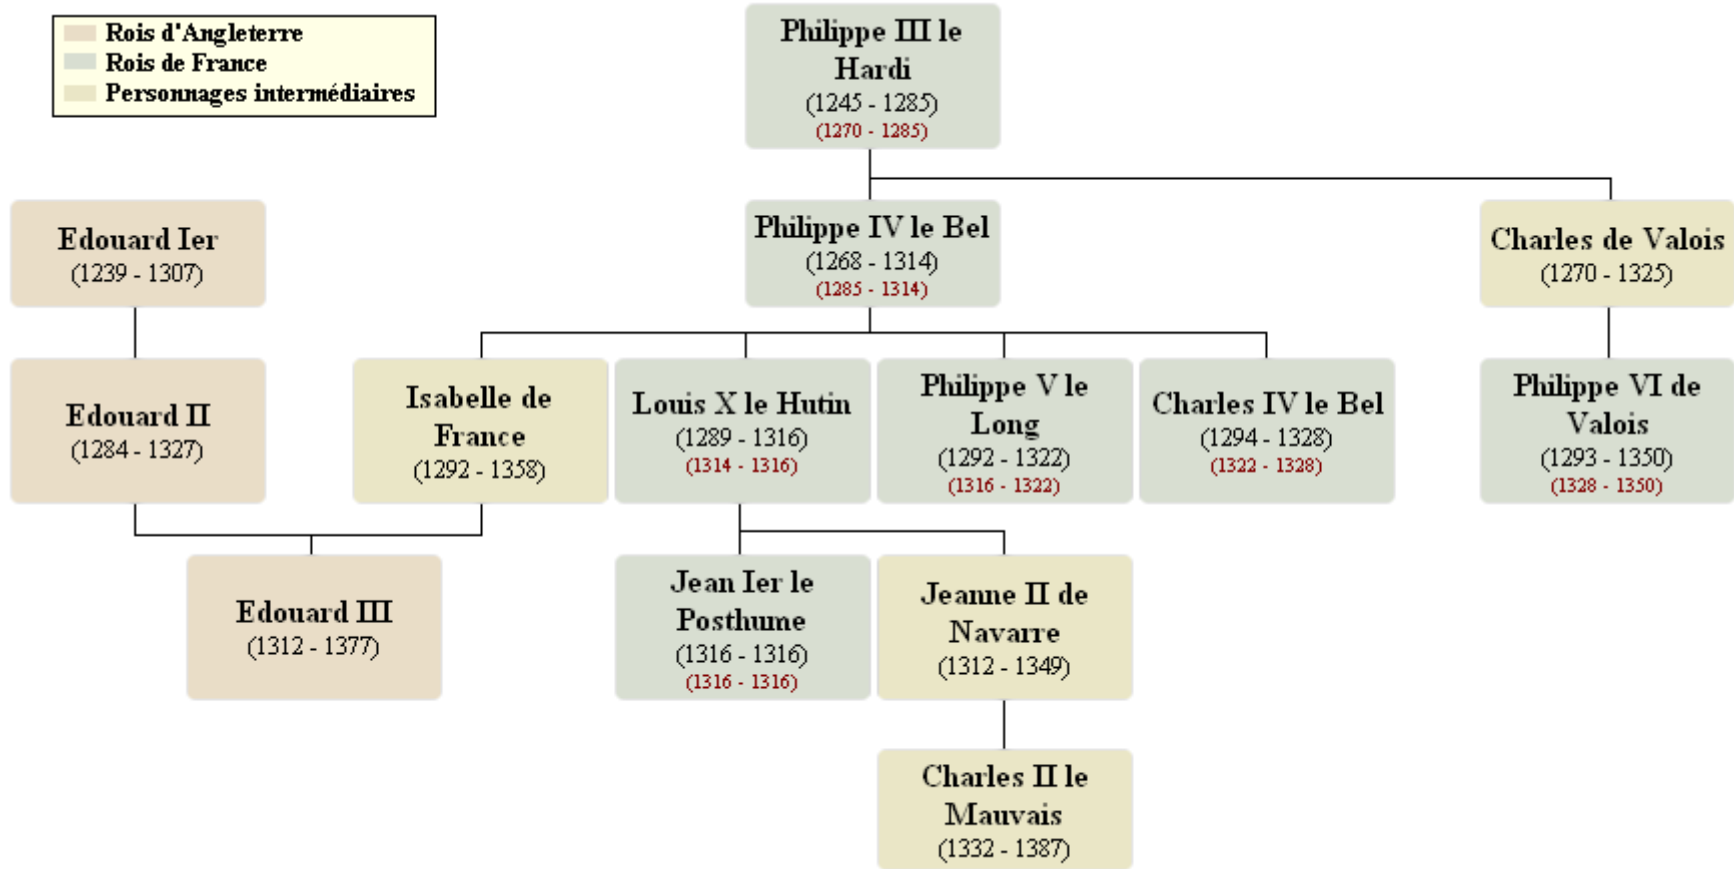 Rois d'Angleterre
Rois de France
Personnages intermédiaires
Philippe III le
Hardi
(1245 - 1285)
(1270 - 1285)
Edouard Ier
(1239 - 1307)
Philippe IV le Bel
(1268 - 1314)
(1285 - 1314)
Charles de Valois
(1270 - 1325)
Edouard II
(1284 - 1327)
Isabelle de
France
(1292 - 1358)
Louis X le Hutin
(1289 - 1316)
(1314 - 1316)
Philippe V le
Long
(1292 - 1322)
(1316 - 1322)
Charles IV le Bel
(1294 - 1328)
(1322 - 1328)
Philippe VI de
Valois
(1293 - 1350)
(1328 - 1350)
Edouard III
(1312 - 1377)
Jean Ier le
Posthume
(1316 - 1316)
(1316 - 1316)
Jeanne II de
Navarre
(1312 - 1349)
Charles II le
Mauvais
(1332 - 1387)